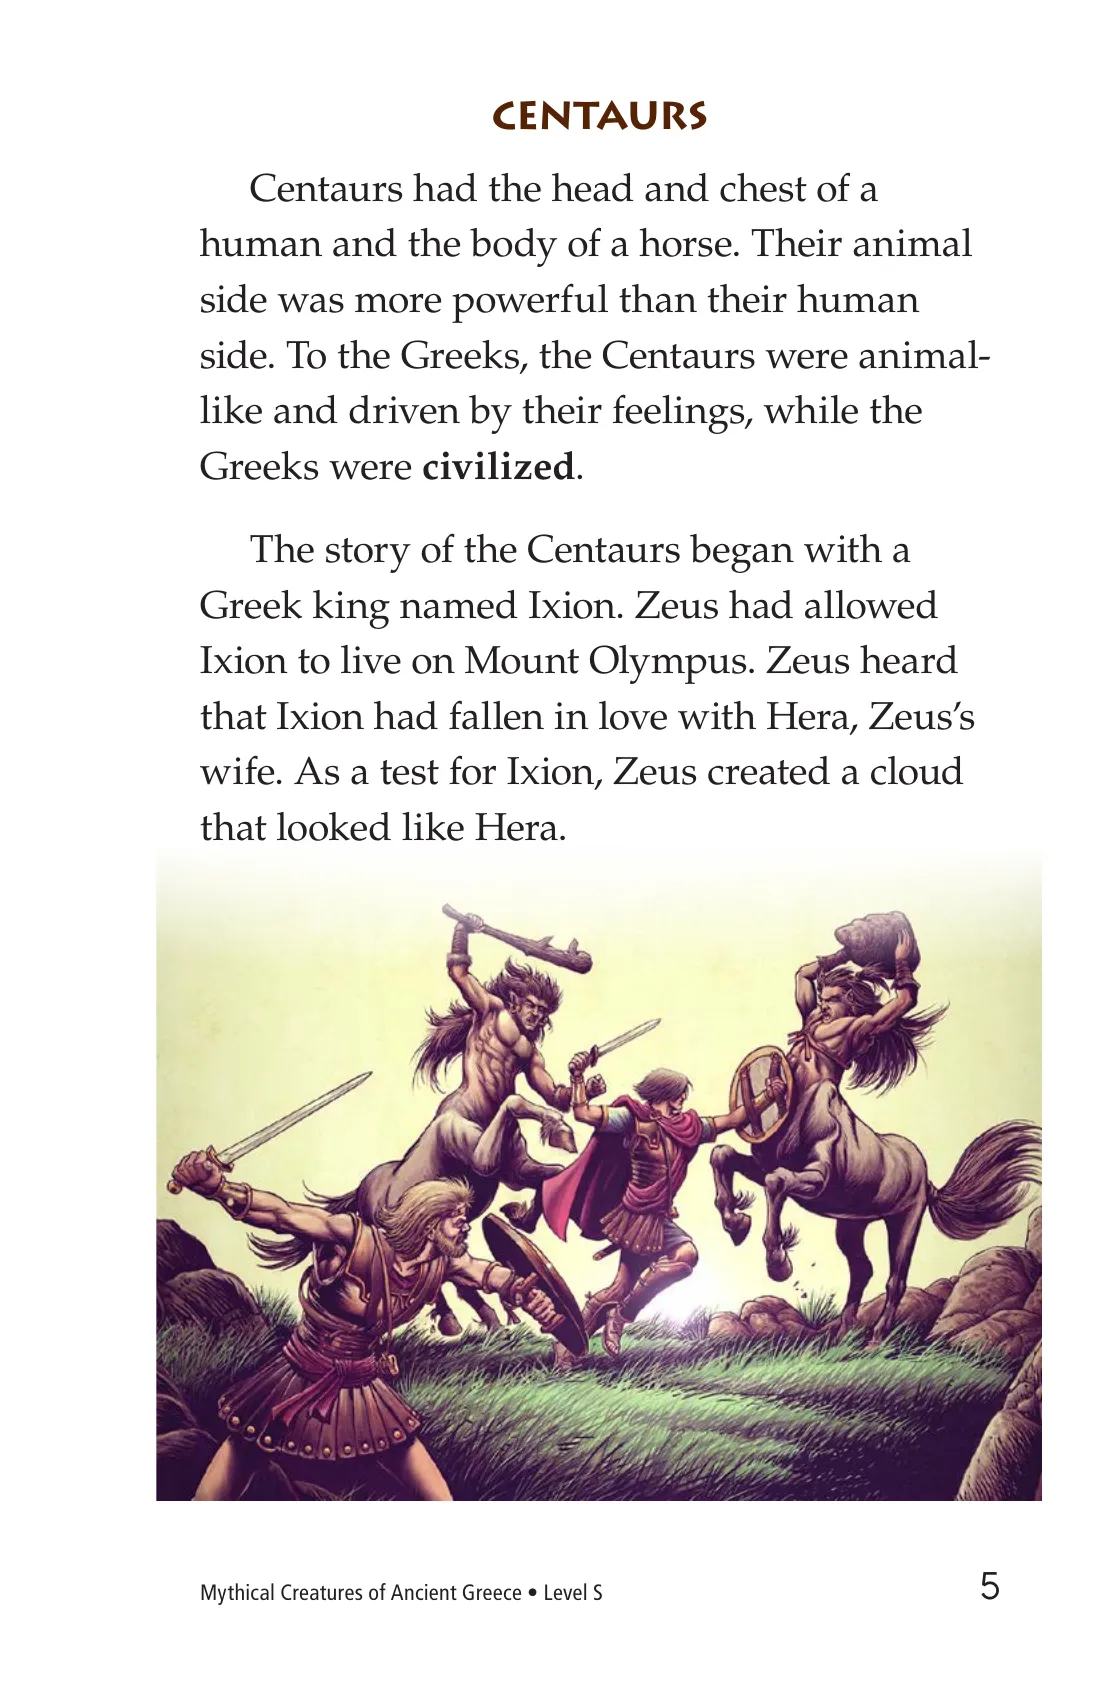 CENTAURS
Centaurs had the head and chest of a
human and the body of a horse. Their animal
side was more powerful than their human
side. To the Greeks, the Centaurs were animal-
like and driven by their feelings, while the
Greeks were civilized.
The story of the Centaurs began with a
Greek king named Ixion. Zeus had allowed
Ixion to live on Mount Olympus. Zeus heard
that Ixion had fallen in love with Hera, Zeus’s
wife. As a test for Ixion, Zeus created a cloud
that looked like Hera.
Mythical Creatures of Ancient Greece • Level S
5